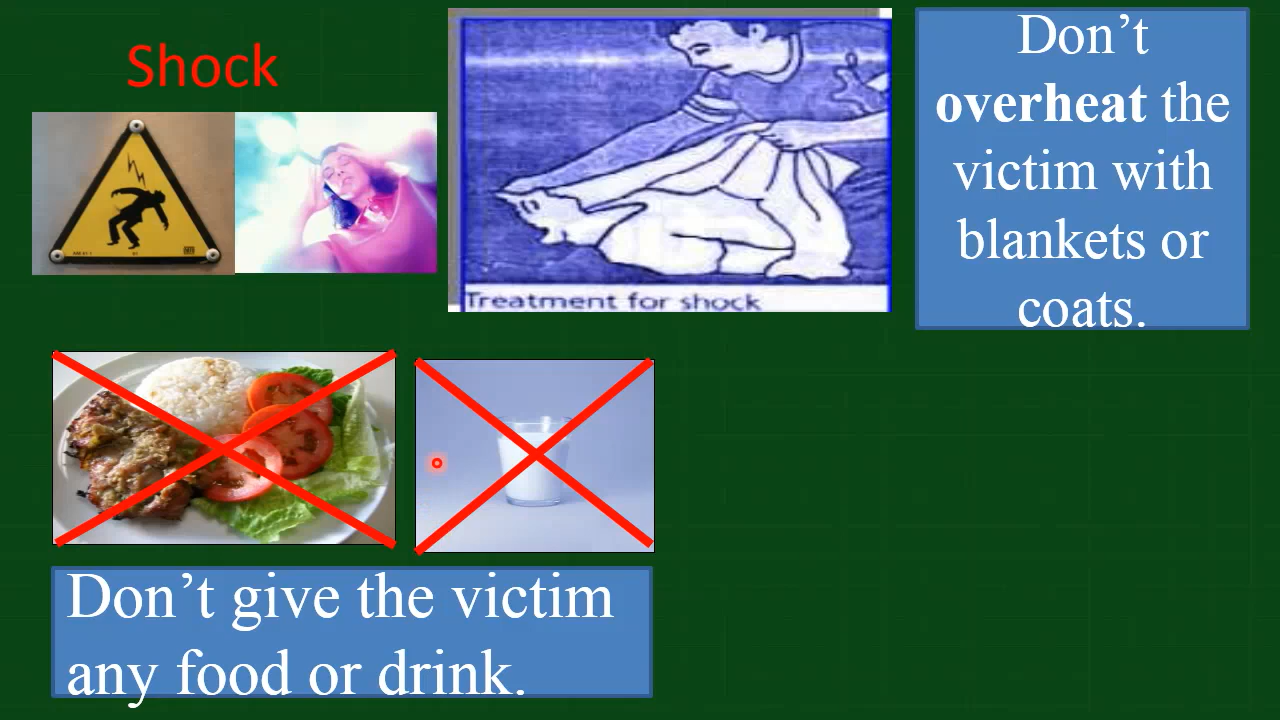 Shock
Treatment for shock
Don’t
overheat the
victim with
blankets or
coats.
Don’t give the victim
any food or drink.